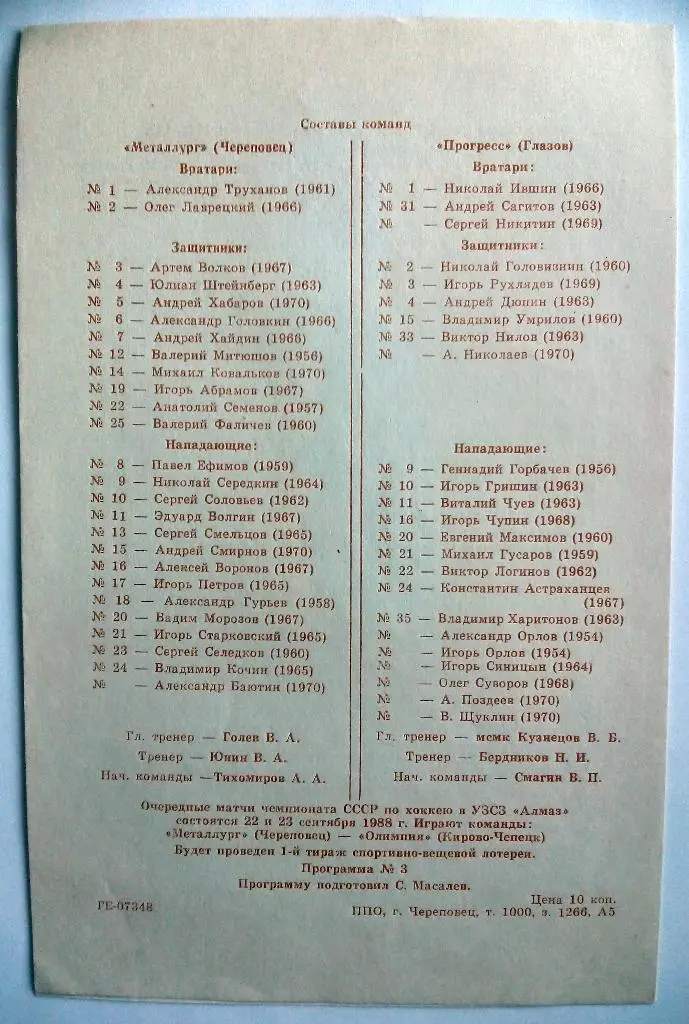 Составы команд
«Металлург» (Череповец)
Вратари:
№ 1 — Александр Труханов (1961)
№ 2 — Олег Лаврецкий (1966)
Защитники:
№ 3 — Артем Волков (1967)
№ 4 — Юлиан Штейнберг (1963)
№ 5 — Андрей Хабаров (1970)
№ 6 — Александр Головкин (1966)
№ 7 — Андрей Хайдин (1966)
№ 12 — Валерий Митюшов (1956)
№ 14 — Михаил Ковальков (1970)
№ 19 — Игорь Абрамов (1967)
№ 22 — Анатолий Семенов (1957)
№ 25 — Валерий Фаличев (1960)
Нападающие:
№ 8 — Павел Ефимов (1959)
№ 9 — Николай Середкин (1964)
№ 10 — Сергей Соловьев (1962)
№ 11 — Эдуард Волгин (1967)
№ 13 — Сергей Смельцов (1965)
№ 15 — Андрей Смирнов (1970)
№ 16 — Алексей Воронов (1967)
№ 17 — Игорь Петров (1965)
№ 18 — Александр Гурьев (1958)
№ 20 — Вадим Морозов (1967)
№ 21 — Игорь Старковский (1965)
№ 23 — Сергей Селедков (1960)
№ 24 — Владимир Кочин (1965)
№ — Александр Баютин (1970)
Гл. тренер — Голев В. Л.
Тренер — Юнин В. А.
Нач. команды —Тихомиров А. А.
«Прогресс» (Глазов)
Вратари:
№ 1 — Николай Ившин (1966)
№ 31 — Андрей Сагитов (1963)
№ — Сергей Никитин (1969)
Защитники:
№ 2 — Николай Головизнин (1960)
№ 3 — Игорь Рухлядев (1969)
№ 4 — Андрей Дюпин (1963)
№ 15 — Владимир Умрилов (1960)
№ 33 — Виктор Нилов (1963)
№ — А. Николаев (1970)
Нападающие:
№ 9 — Геннадий Горбачев (1956)
№ 10 — Игорь Гришин (1963)
№ 11 — Виталий Чуев (1963)
№ 16 — Игорь Чупин (1968)
№ 20 — Евгений Максимов (1960)
№ 21 — Михаил Гусаров (1959)
№ 22 — Виктор Логинов (1962)
№ 24 — Константин Астраханцев
(1967)
№ 35 — Владимир Харитонов (1963)
№ — Александр Орлов (1954)
№ — Игорь Орлов (1954)
№ — Игорь Синицын (1964)
№ — Олег Суворов (1968)
№ — А. Поздеев (1970)
№ — В. Щуклин (1970)
Гл. тренер — мсмк Кузнецов В. Б.
Тренер — Бердников Н. И.
Нач. команды — Смагин В. П.
Очередные матчи чемпионата СССР по хоккею в УЗСЗ «Алмаз»
состоятся 22 и 23 сентября 1988 г. Играют команды:
«Металлург» (Череповец) — «Олимпия» (Кирово-Чепецк)
Будет проведен 1-й тираж спортивно-вещевой лотереи.
Программа № 3
Программу подготовил С. Масалев.
Цена 10 коп.
ГЕ-07348
ППО, г. Череповец, т. 1000, з. 1266, А5